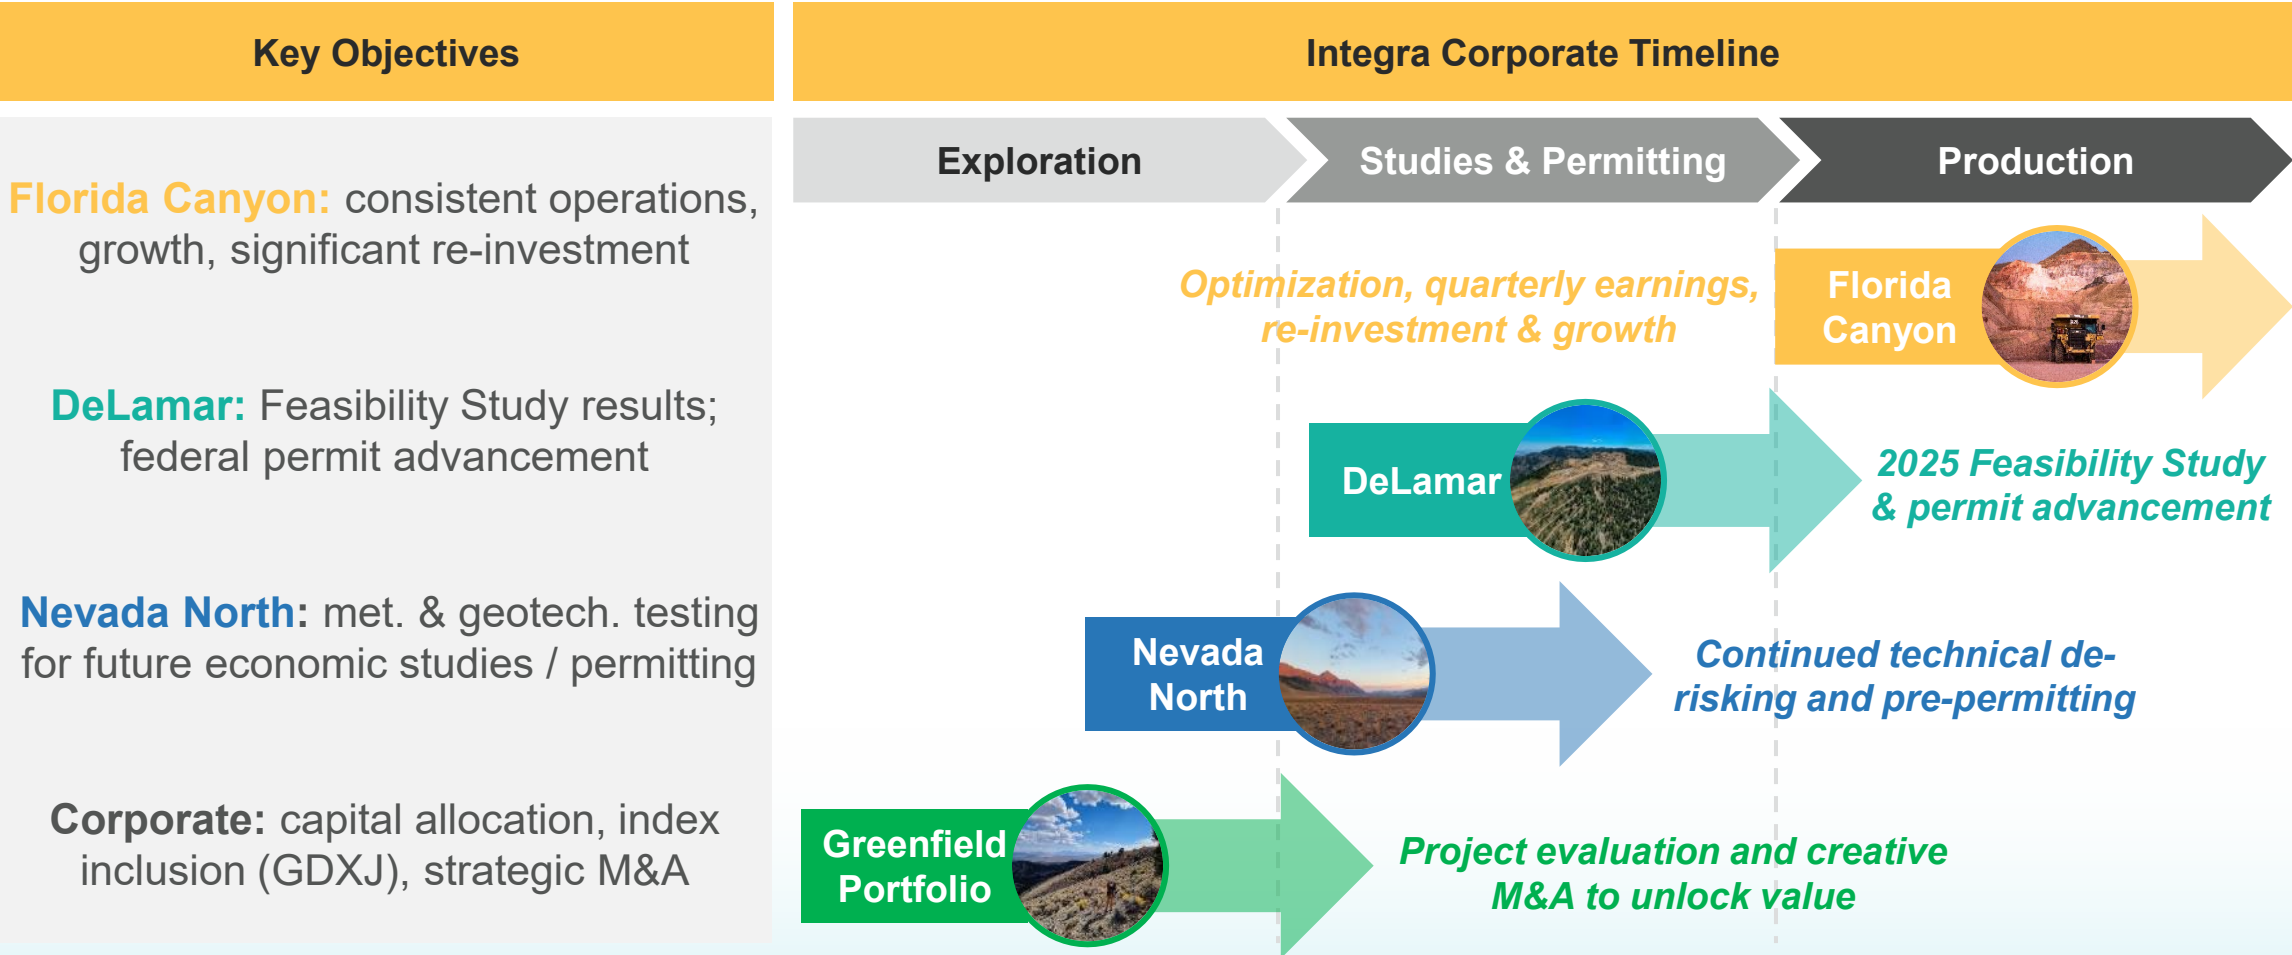 Key Objectives
Florida Canyon: consistent operations,
growth, significant re-investment
DeLamar: Feasibility Study results;
federal permit advancement
Nevada North: met. & geotech. testing
for future economic studies / permitting
Corporate: capital allocation, index
inclusion (GDXJ), strategic M&A
Integra Corporate Timeline
Exploration
Studies & Permitting
Production
Optimization, quarterly earnings,
re-investment & growth
Florida
Canyon
DeLamar
2025 Feasibility Study
& permit advancement
Nevada
North
Continued technical de-
risking and pre-permitting
Greenfield
Portfolio
Project evaluation and creative
M&A to unlock value